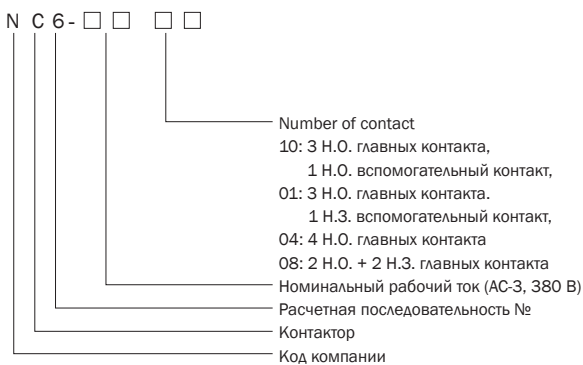 N C 6 - □ □ □ □
Number of contact
10: 3 Н.О. главных контакта,
1 Н.О. вспомогательный контакт,
01: 3 Н.О. главных контакта.
1 Н.З. вспомогательный контакт,
04: 4 Н.О. главных контакта
08: 2 Н.О. + 2 Н.З. главных контакта
Номинальный рабочий ток (AC-3, 380 В)
Расчетная последовательность №
Контактор
Код компании